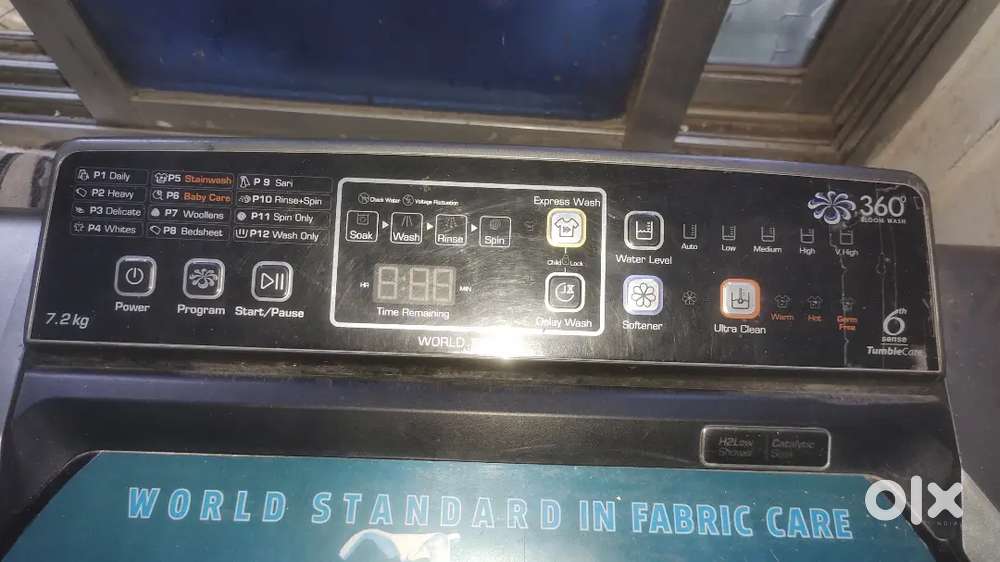 P1 Daily
P2 Heavy
P3 Delicate
P4 Whites
P5 Stainwash
P6 Baby Care
P7 Woollens
P8 Bedsheet
P 9 Sari
P10 Rinse+Spin
P11 Spin Only
P12 Wash Only
Power
Program
Start/Pause
7.2kg
Check Water
Voltage Fluctuation
Soak
Wash
Rinse
Spin
HR
MIN
Time Remaining
Express Wash
Child Lock
Delay Wash
WORLD
Water Level
Auto
Low
Medium
High
V.High
Softener
Ultra Clean
Warm
Hot
Germ
Free
360°
BLOOM WASH
6th
sense
TumbleCare
H2Low
Shower
Catalytic
Soak
WORLD STANDARD IN FABRIC CARE
olx
INDIA